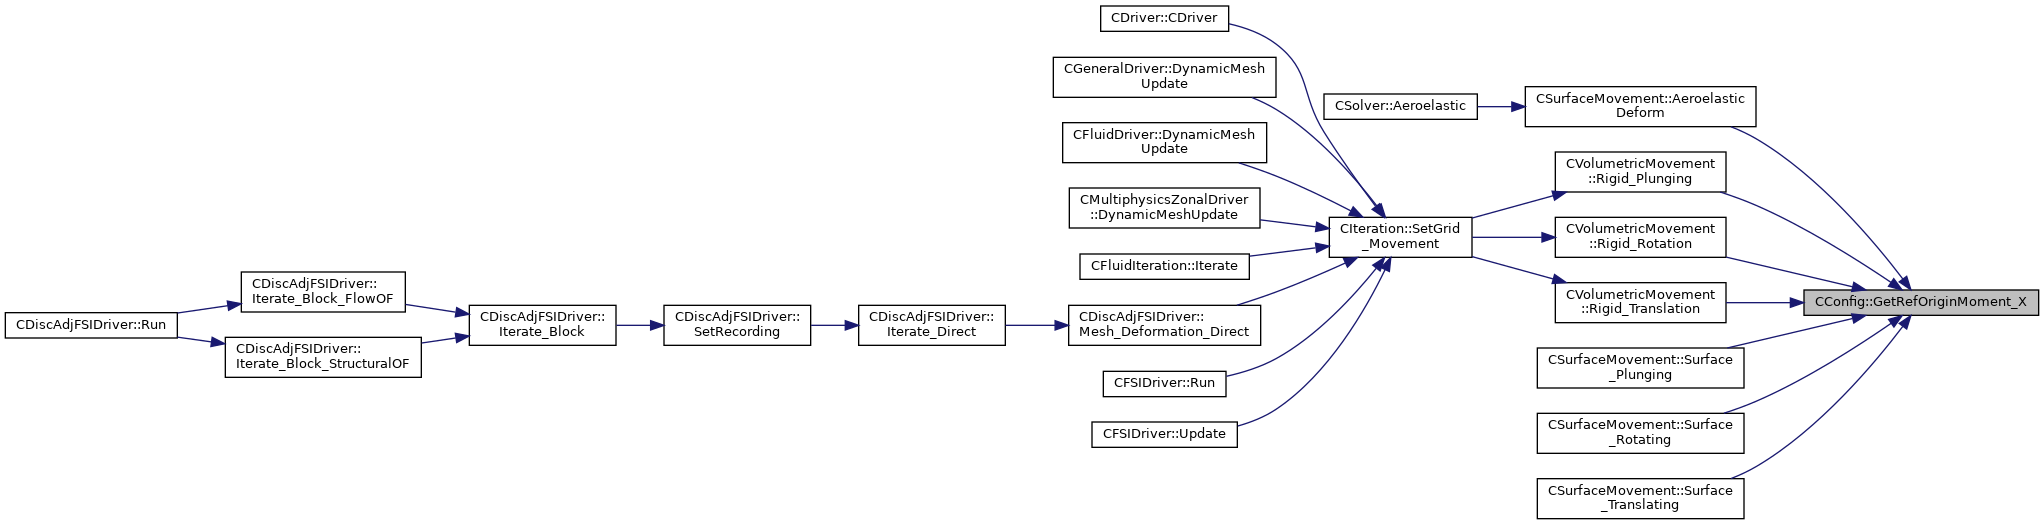 CDriver::CDriver
CGeneralDriver::DynamicMesh
Update
CFluidDriver::DynamicMesh
Update
CMultiphysicsZonalDriver
::DynamicMeshUpdate
CFluidIteration::Iterate
CDiscAdjFSIDriver::
Mesh_Deformation_Direct
CFSIDriver::Run
CFSIDriver::Update
CSolver::Aeroelastic
CIteration::SetGrid
_Movement
CSurfaceMovement::Aeroelastic
Deform
CVolumetricMovement
::Rigid_Plunging
CVolumetricMovement
::Rigid_Rotation
CVolumetricMovement
::Rigid_Translation
CSurfaceMovement::Surface
_Plunging
CSurfaceMovement::Surface
_Rotating
CSurfaceMovement::Surface
_Translating
CConfig::GetRefOriginMoment_X
CDiscAdjFSIDriver::Run
CDiscAdjFSIDriver::
Iterate_Block_FlowOF
CDiscAdjFSIDriver::
Iterate_Block_StructuralOF
CDiscAdjFSIDriver::
Iterate_Block
CDiscAdjFSIDriver::
SetRecording
CDiscAdjFSIDriver::
Iterate_Direct